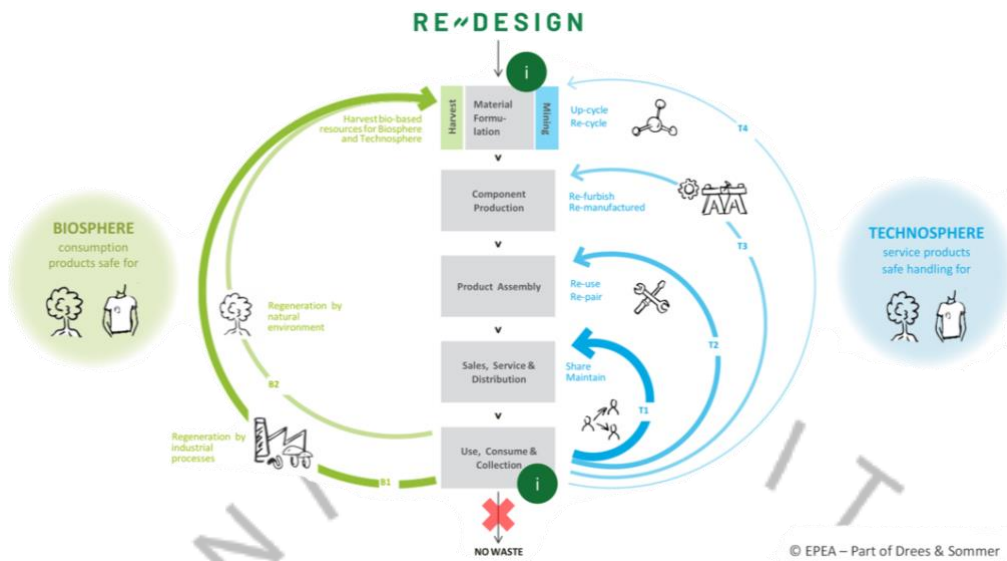 RE DESIGN
i
Harvest
Material
Formu-
lation
Mining
Harvest bio-based
resources for Biosphere
and Technosphere
Up-cycle
Re-cycle
T4
v
Component
Production
Re-furbish
Re-manufactured
T3
v
BIOSPHERE
consumption
products safe for
TECHNOSPHERE
service products
safe handling for
Product Assembly
Re-use
Re-pair
T2
Regeneration by
natural
environment
v
Sales, Service &
Distribution
Share
Maintain
T1
B2
v
Regeneration by
industrial
processes
Use, Consume &
Collection
i
B1
NO WASTE
© EPEA – Part of Drees & Sommer